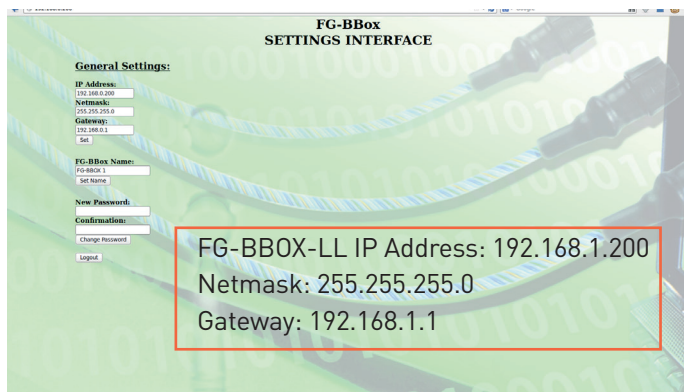 FG-BBox
SETTINGS INTERFACE
General Settings:
IP Address:
192.168.0.200
Netmask:
255.255.255.0
Gateway:
192.168.0.1
Set
FG-BBox Name:
FG-BBOX 1
Set Name
New Password:
Confirmation:
Change Password
Logout
FG-BBOX-LL IP Address: 192.168.1.200
Netmask: 255.255.255.0
Gateway: 192.168.1.1